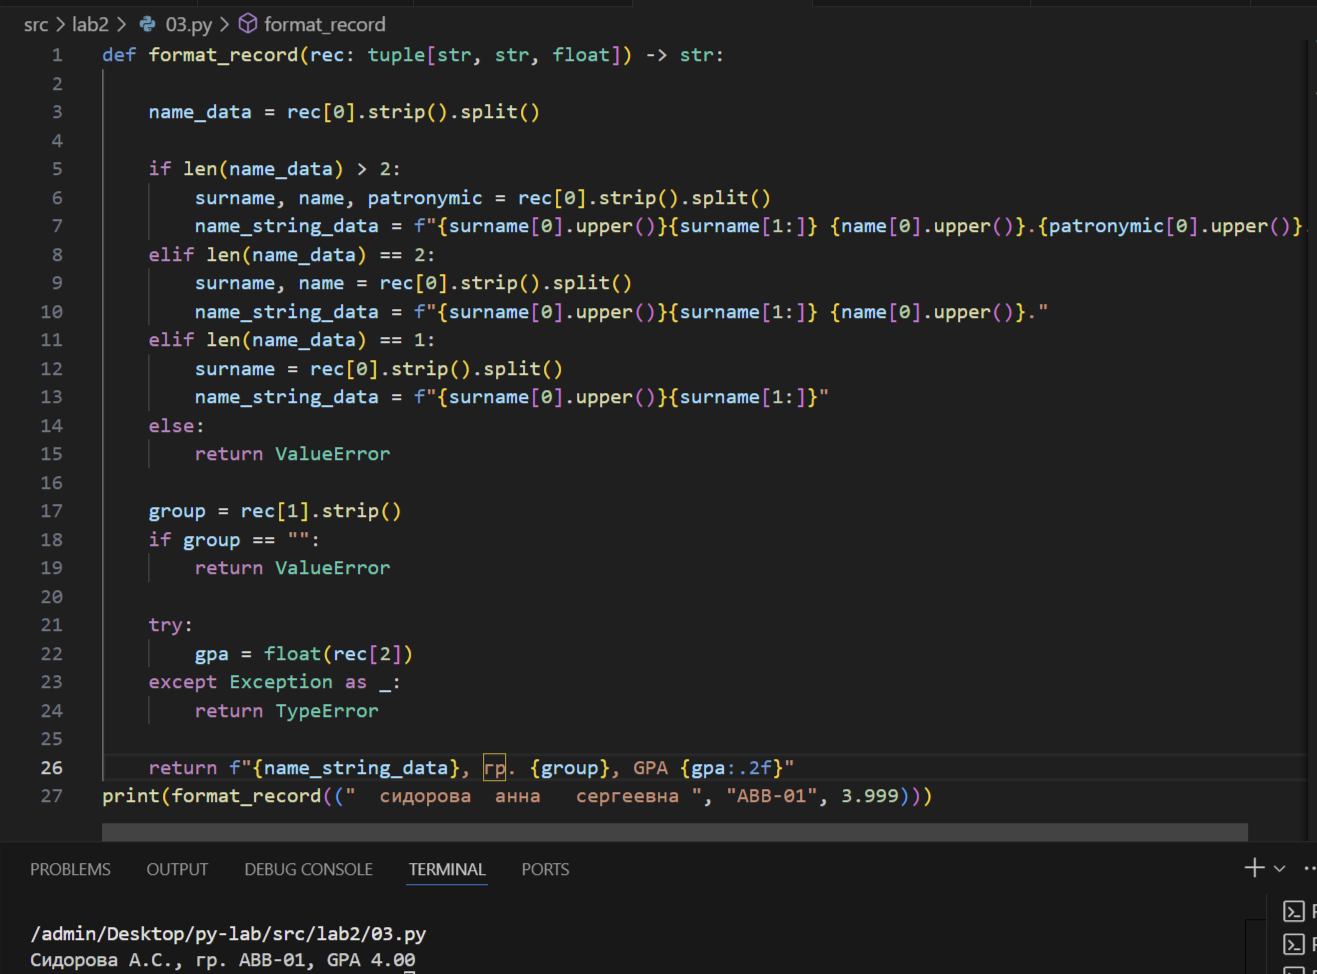 src > lab2 > 03.py > format_record
1 def format_record(rec: tuple[str, str, float]) -> str:
2
3     name_data = rec[0].strip().split()
4
5     if len(name_data) > 2:
6         surname, name, patronymic = rec[0].strip().split()
7         name_string_data = f"{surname[0].upper()}{surname[1:]} {name[0].upper()}.{patronymic[0].upper()}.
8     elif len(name_data) == 2:
9         surname, name = rec[0].strip().split()
10         name_string_data = f"{surname[0].upper()}{surname[1:]} {name[0].upper()}."
11     elif len(name_data) == 1:
12         surname = rec[0].strip().split()
13         name_string_data = f"{surname[0].upper()}{surname[1:]}"
14     else:
15         return ValueError
16
17     group = rec[1].strip()
18     if group == "":
19         return ValueError
20
21     try:
22         gpa = float(rec[2])
23     except Exception as _:
24         return TypeError
25
26     return f"{name_string_data}, гр. {group}, GPA {gpa:.2f}"
27 print(format_record(("  сидорова  анна   сергеевна ", "ABB-01", 3.999)))
PROBLEMS OUTPUT DEBUG CONSOLE TERMINAL PORTS
/admin/Desktop/py-lab/src/lab2/03.py
Сидорова А.С., гр. ABB-01, GPA 4.00